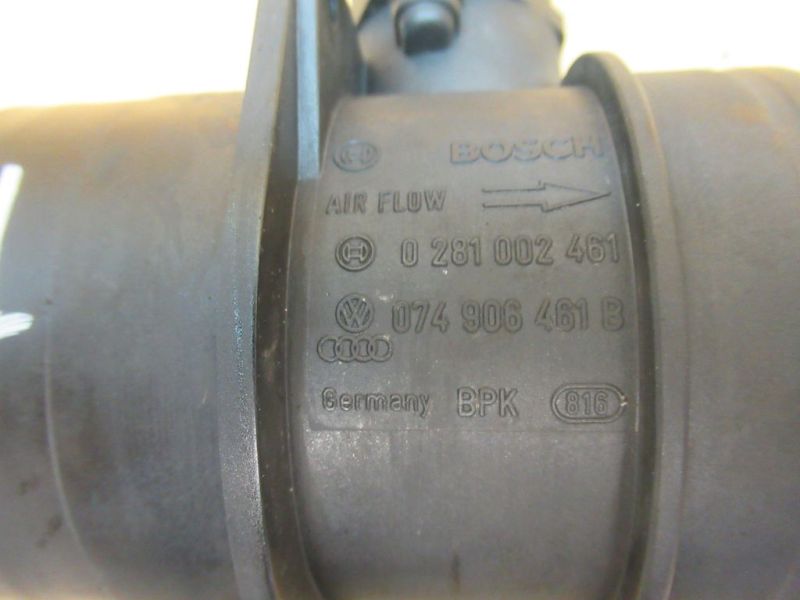 BOSCH
AIR FLOW
0 281 002 461
074 906 461 B
Germany BPK 816